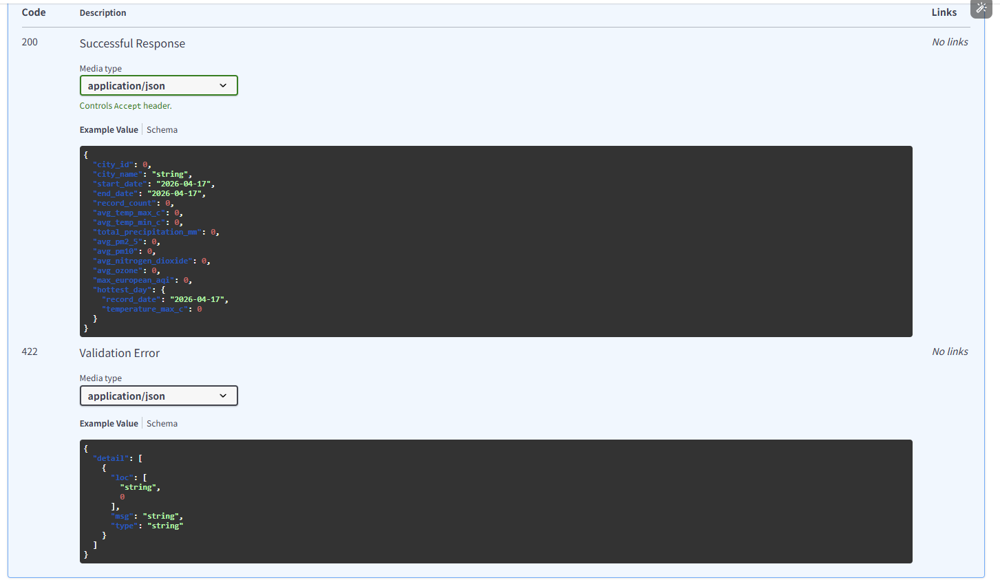 Code Description Links
200 Successful Response No links
Media type
application/json
Controls Accept header.
Example Value Schema
{
  "city_id": 0,
  "city_name": "string",
  "start_date": "2026-04-17",
  "end_date": "2026-04-17",
  "record_count": 0,
  "avg_temp_max_c": 0,
  "avg_temp_min_c": 0,
  "total_precipitation_mm": 0,
  "avg_pm2_5": 0,
  "avg_pm10": 0,
  "avg_nitrogen_dioxide": 0,
  "avg_ozone": 0,
  "max_european_aqi": 0,
  "hottest_day": {
    "record_date": "2026-04-17",
    "temperature_max_c": 0
  }
}
422 Validation Error No links
Media type
application/json
Example Value Schema
{
  "detail": [
    {
      "loc": [
        "string",
        0
      ],
      "msg": "string",
      "type": "string"
    }
  ]
}